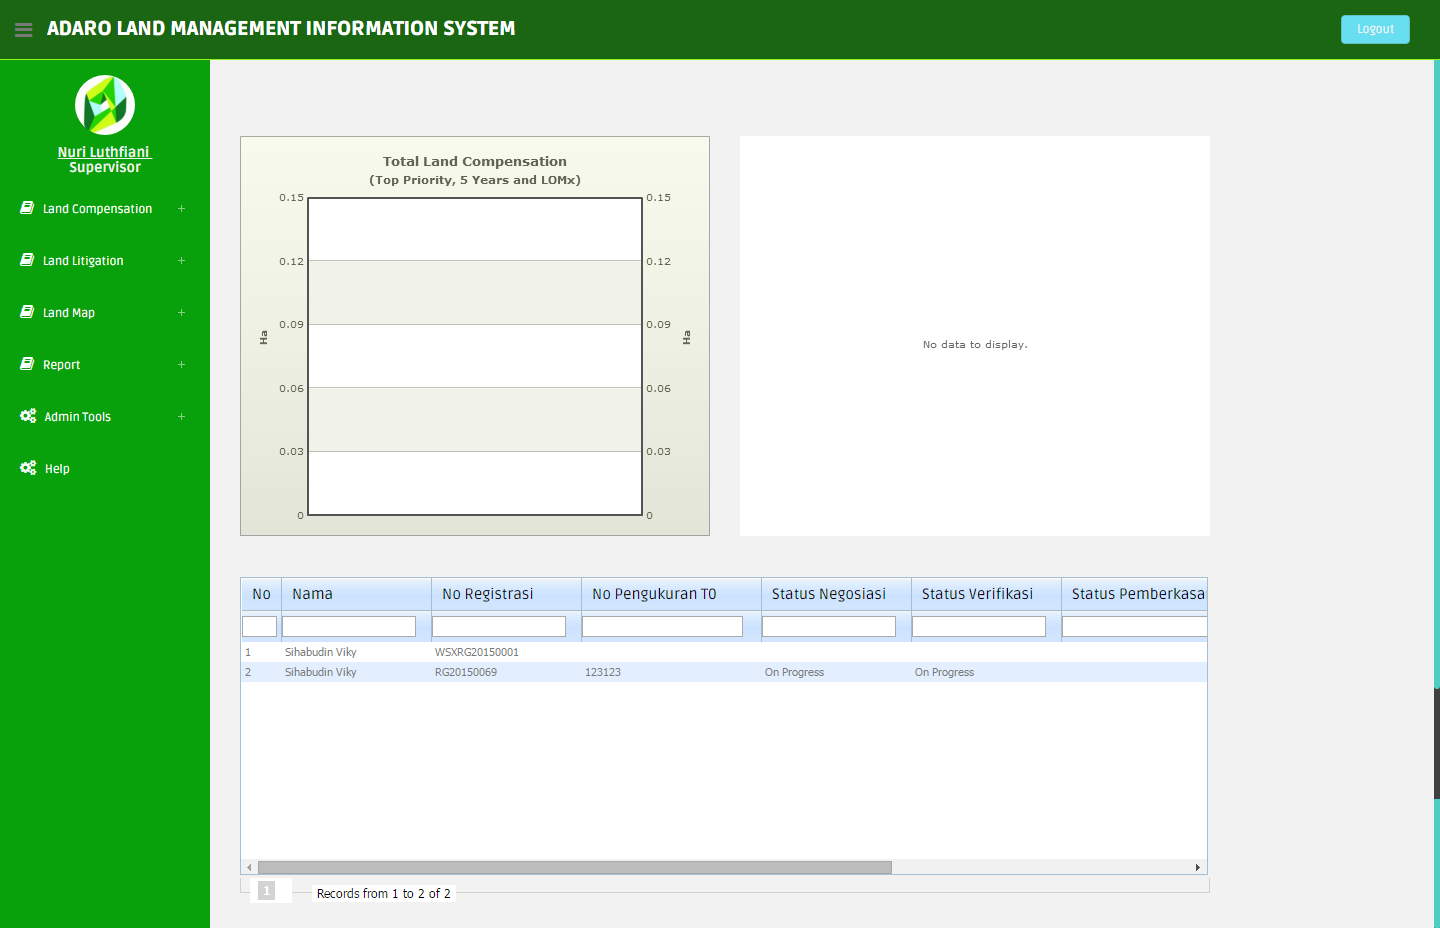 ADARO LAND MANAGEMENT INFORMATION SYSTEM
Logout
Nuri Luthfiani
Supervisor
Land Compensation +
Land Litigation +
Land Map +
Report +
Admin Tools +
Help
Total Land Compensation
(Top Priority, 5 Years and LOMx)
0.15 0.15
0.12 0.12
0.09 0.09
Ha Ha
0.06 0.06
0.03 0.03
0 0
No data to display.
No Nama No Registrasi No Pengukuran T0 Status Negosiasi Status Verifikasi Status Pemberkasa
1 Sihabudin Viky WSXRG20150001
2 Sihabudin Viky RG20150069 123123 On Progress On Progress
1 Records from 1 to 2 of 2